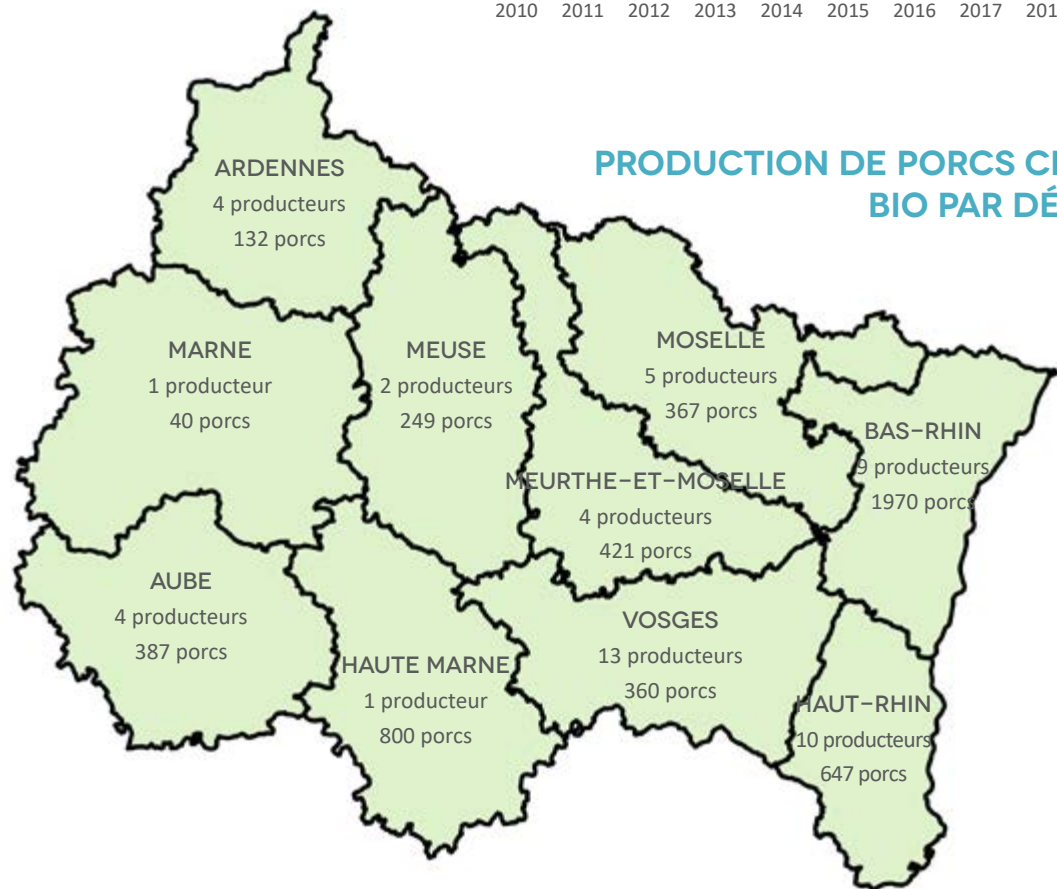 2010 2011 2012 2013 2014 2015 2016 2017
PRODUCTION DE PORCS
BIO PAR
ARDENNES
4 producteurs
132 porcs
MARNE
1 producteur
40 porcs
MEUSE
2 producteurs
249 porcs
MOSELLE
5 producteurs
367 porcs
BAS-RHIN
9 producteurs
1970 porcs
MEURTHE-ET-MOSELLE
4 producteurs
421 porcs
AUBE
4 producteurs
387 porcs
HAUTE MARNE
1 producteur
800 porcs
VOSGES
13 producteurs
360 porcs
HAUT-RHIN
10 producteurs
647 porcs